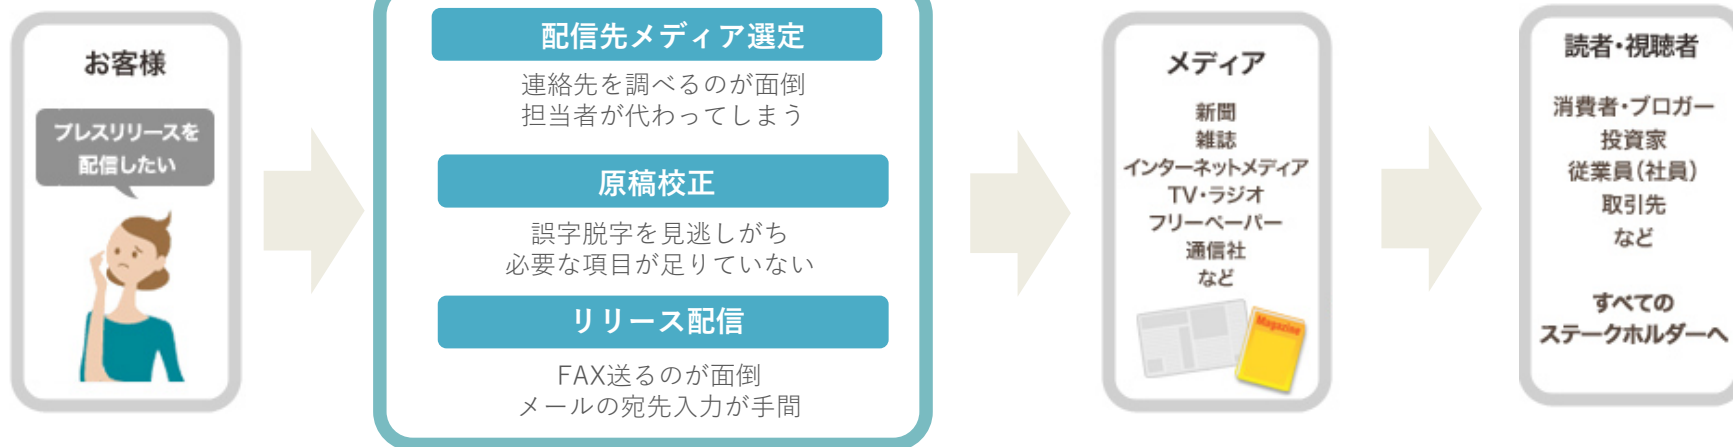 お客様
プレスリリースを
配信したい
配信先メディア選定
連絡先を調べるのが面倒
担当者が代わってしまう
原稿校正
誤字脱字を見逃しがち
必要な項目が足りていない
リリース配信
FAX送るのが面倒
メールの宛先入力が手間
メディア
新聞
雑誌
インターネットメディア
TV・ラジオ
フリーペーパー
通信社
など
Magazine
読者・視聴者
消費者・ブロガー
投資家
従業員(社員)
取引先
など
すべての
ステークホルダーへ